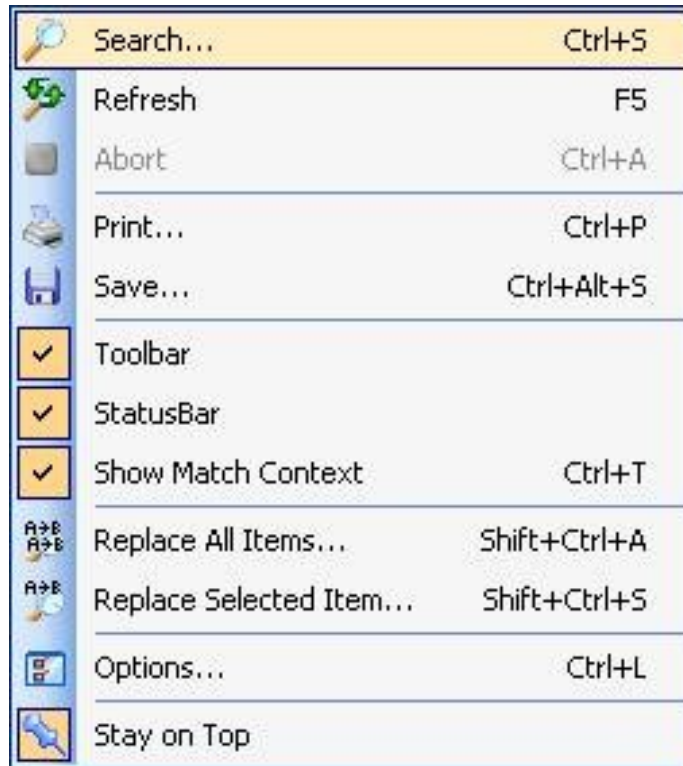 Search... Ctrl+S
Refresh F5
Abort Ctrl+A
Print... Ctrl+P
Save... Ctrl+Alt+S
Toolbar
StatusBar
Show Match Context Ctrl+T
A→B
A→B
Replace All Items... Shift+Ctrl+A
A→B
Replace Selected Item... Shift+Ctrl+S
Options... Ctrl+L
Stay on Top